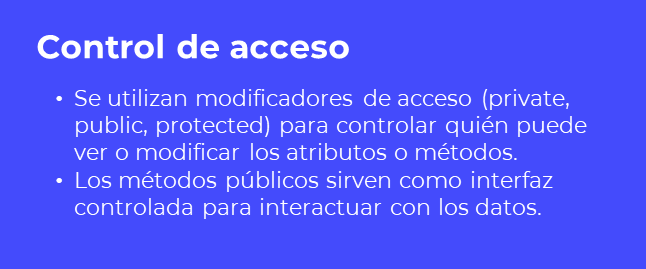 Control de acceso
• Se utilizan modificadores de acceso (private,
public, protected) para controlar quién puede
ver o modificar los atributos o métodos.
• Los métodos públicos sirven como interfaz
controlada para interactuar con los datos.